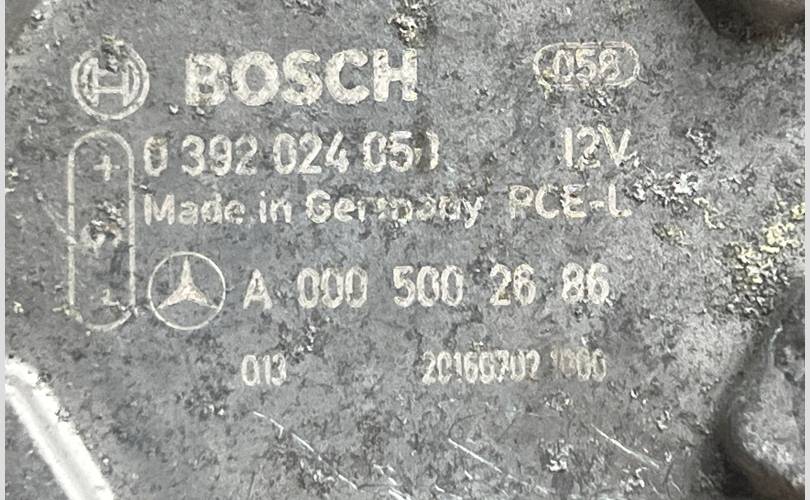 BOSCH 058
0 392 024 12V
Made in Germany PCE-L
A 000 500 26 86
013 20160702 1000